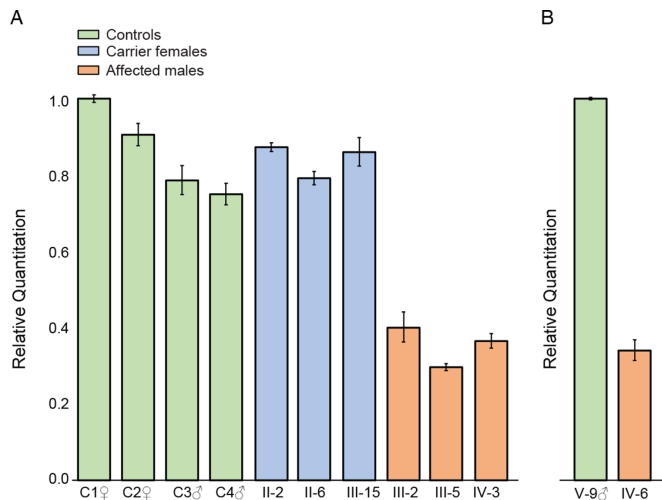 A
B
Controls
Carrier females
Affected males
Relative Quantitation
1.0
0.8
0.6
0.4
0.2
0.0
C1♀ C2♀ C3♂ C4♂ II-2 II-6 III-15 III-2 III-5 IV-3
Relative Quantitation
V-9♂ IV-6